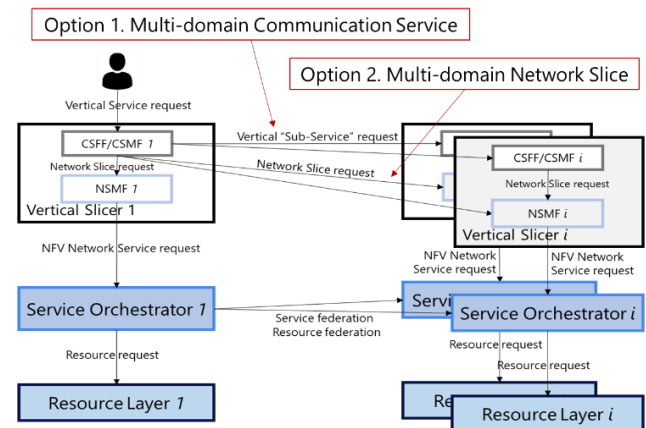 Option 1. Multi-domain Communication Service
Option 2. Multi-domain Network Slice
Vertical Service request
CSFF/CSMF 1
Vertical "Sub-Service" request
Network Slice request
Network Slice request
NSMF 1
Vertical Slicer 1
CSFF/CSMF i
Network Slice request
NSMF i
Vertical Slicer i
NFV Network Service request
NFV Network
Service request
NFV Network
Service request
Service Orchestrator 1
Service federation
Resource federation
Servic
Service Orchestrator i
Resource request
Resource request
Resource request
Resource Layer 1
Re
Resource Layer i